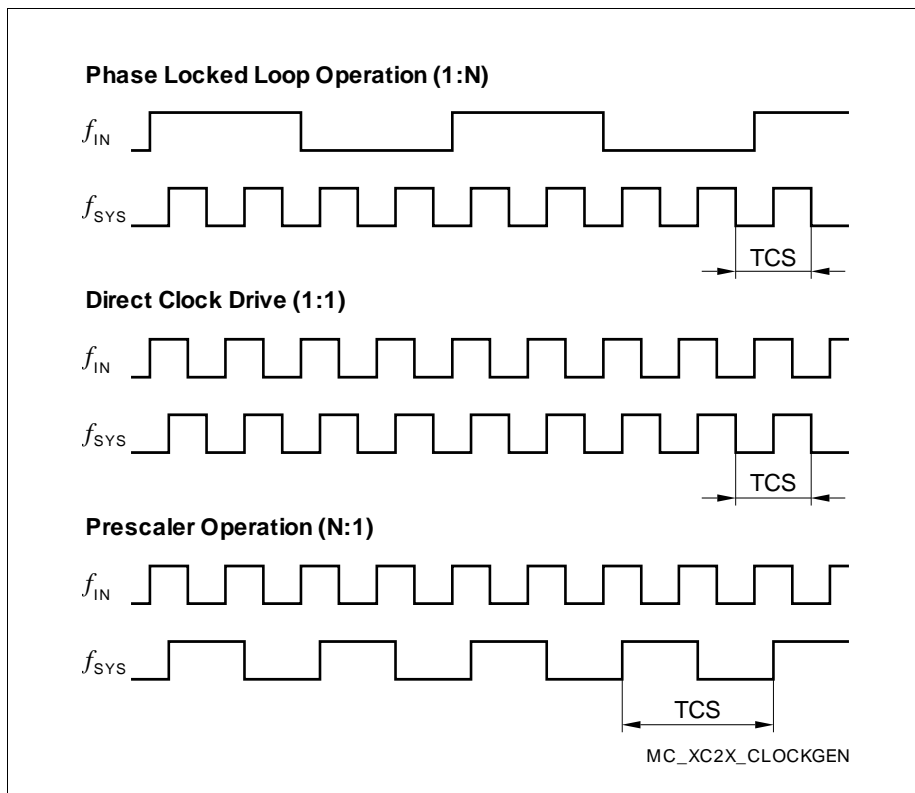 Phase Locked Loop Operation (1:N)
fIN
fSYS
TCS
Direct Clock Drive (1:1)
fIN
fSYS
TCS
Prescaler Operation (N:1)
fIN
fSYS
TCS
MC_XC2X_CLOCKGEN